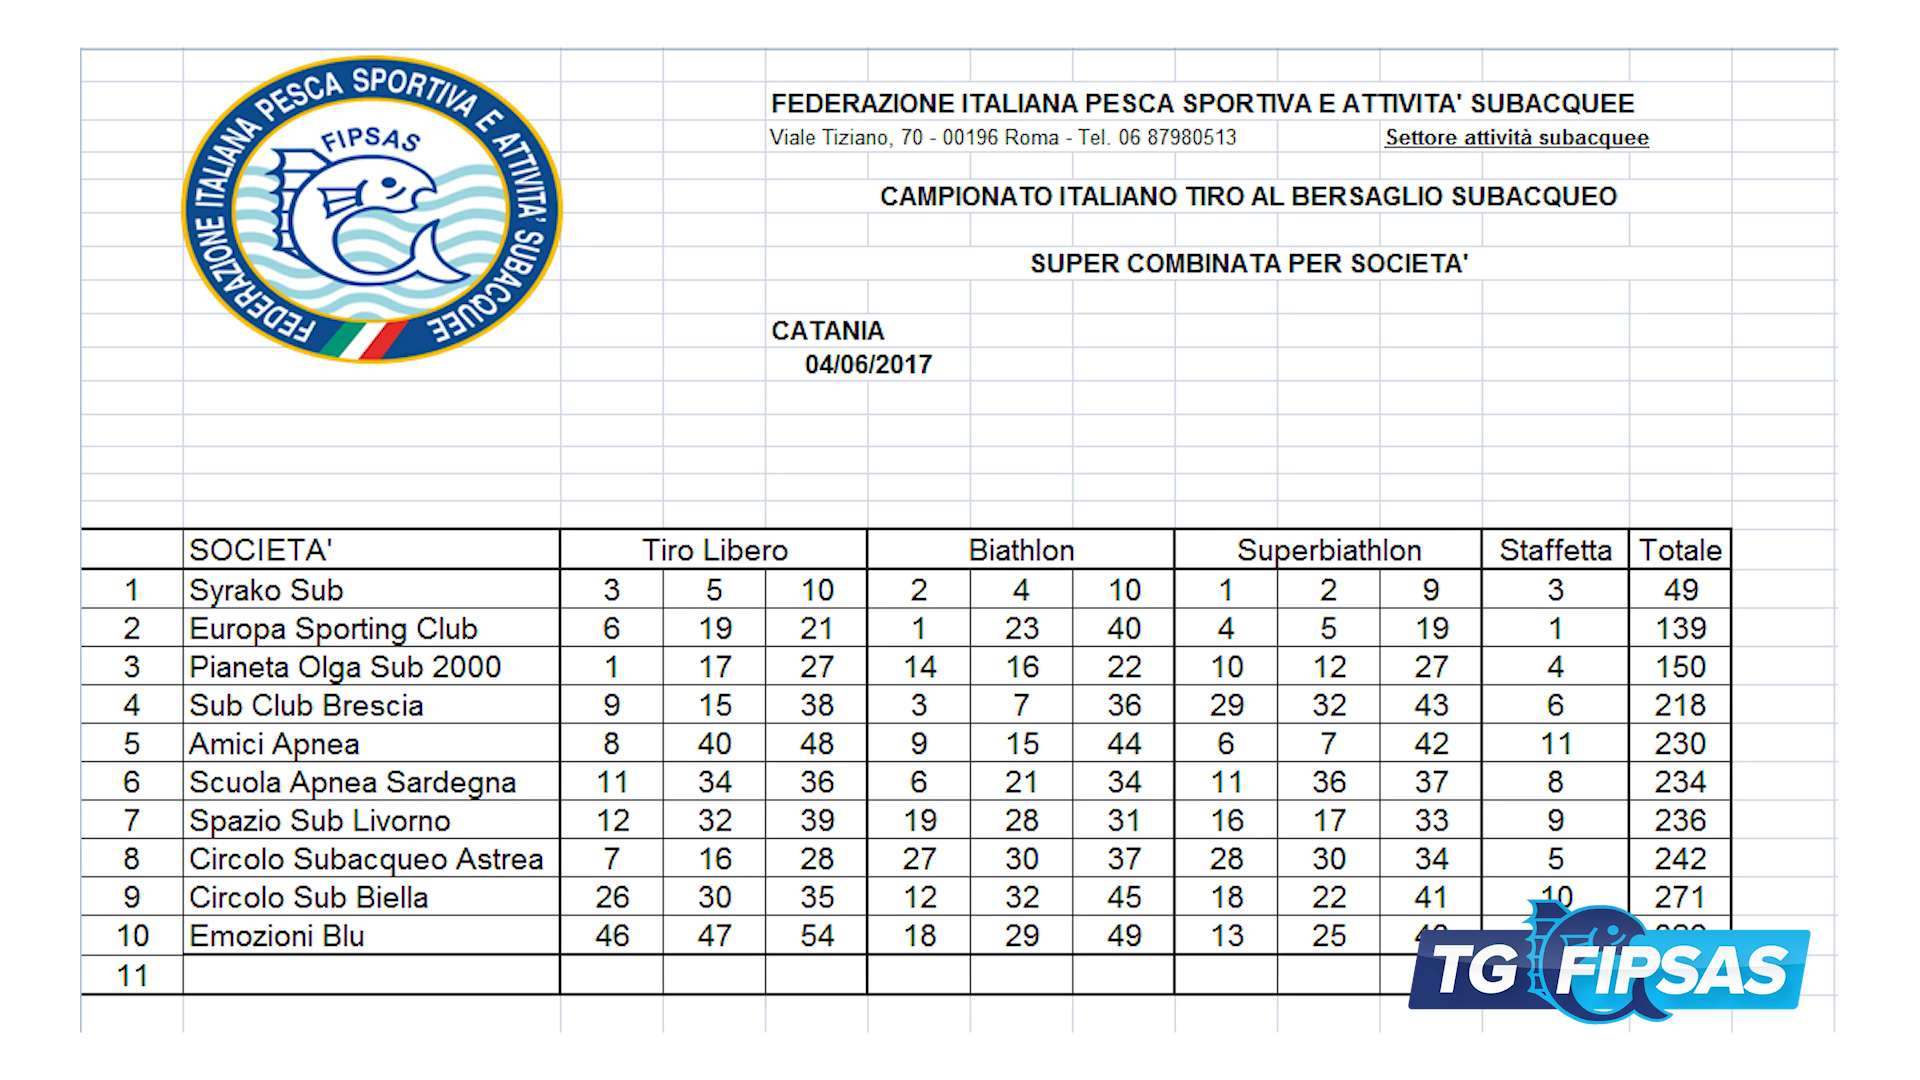 FEDERAZIONE ITALIANA PESCA SPORTIVA E ATTIVITA' SUBACQUEE
FIPSAS
FEDERAZIONE ITALIANA PESCA SPORTIVA E ATTIVITA' SUBACQUEE
Viale Tiziano, 70 - 00196 Roma - Tel. 06 87980513 Settore attività subacquee
CAMPIONATO ITALIANO TIRO AL BERSAGLIO SUBACQUEO
SUPER COMBINATA PER SOCIETA'
CATANIA
04/06/2017
SOCIETA' Tiro Libero Biathlon Superbiathlon Staffetta Totale
1 Syrako Sub 3 5 10 2 4 10 1 2 9 3 49
2 Europa Sporting Club 6 19 21 1 23 40 4 5 19 1 139
3 Pianeta Olga Sub 2000 1 17 27 14 16 22 10 12 27 4 150
4 Sub Club Brescia 9 15 38 3 7 36 29 32 43 6 218
5 Amici Apnea 8 40 48 9 15 44 6 7 42 11 230
6 Scuola Apnea Sardegna 11 34 36 6 21 34 11 36 37 8 234
7 Spazio Sub Livorno 12 32 39 19 28 31 16 17 33 9 236
8 Circolo Subacqueo Astrea 7 16 28 27 30 37 28 30 34 5 242
9 Circolo Sub Biella 26 30 35 12 32 45 18 22 41 10 271
10 Emozioni Blu 46 47 54 18 29 49 13 25
11
TG FIPSAS